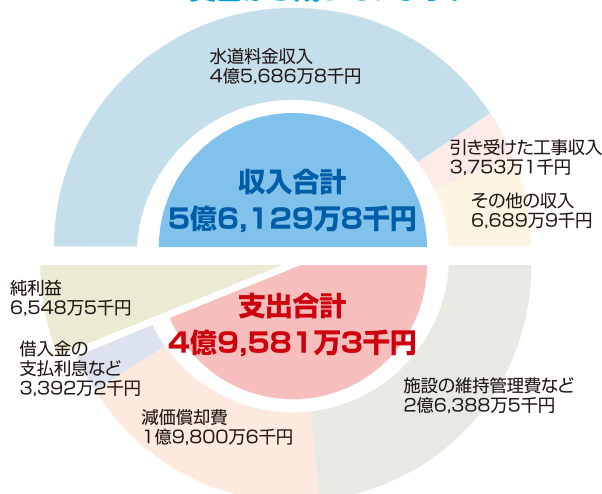 水道料金収入
4億5,686万8千円
引き受けた工事収入
3,753万1千円
収入合計
5億6,129万8千円
その他の収入
6,689万9千円
純利益
6,548万5千円
支出合計
4億9,581万3千円
借入金の
支払利息など
3,392万2千円
施設の維持管理費など
2億6,388万5千円
減価償却費
1億9,800万6千円